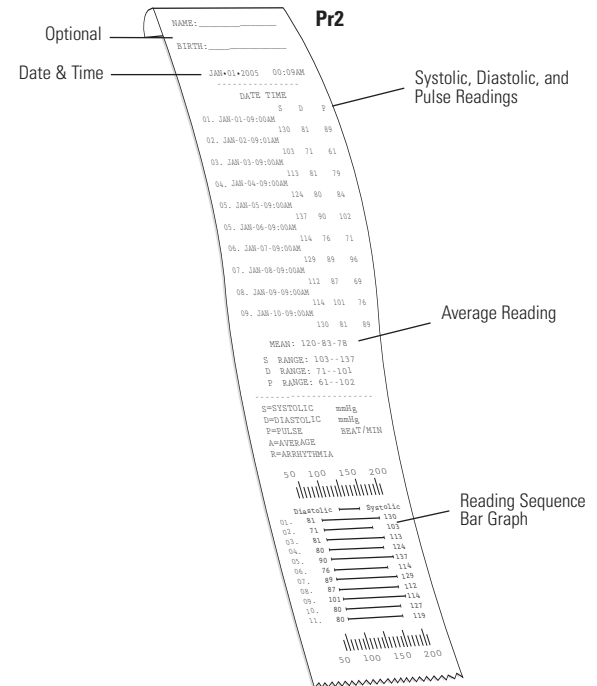 Pr2
NAME:_______________
Optional
BIRTH:_______________
Date & Time
JAN•01•2005 00:09AM
Systolic, Diastolic, and
Pulse Readings
DATE TIME
S D P
01. JAN-01-09:00AM
130 81 89
02. JAN-02-09:01AM
103 71 61
03. JAN-03-09:00AM
113 81 79
04. JAN-04-09:00AM
124 80 84
05. JAN-05-09:00AM
137 90 102
05. JAN-06-09:00AM
114 76 71
06. JAN-07-09:00AM
129 89 96
07. JAN-08-09:00AM
112 87 69
08. JAN-09-09:00AM
114 101 76
09. JAN-10-09:00AM
130 81 89
Average Reading
MEAN: 120-83-78
S RANGE: 103--137
D RANGE: 71--101
P RANGE: 61--102
S=SYSTOLIC mmHg
D=DIASTOLIC mmHg
P=PULSE BEAT/MIN
A=AVERAGE
R=ARRHYTHMIA
50 100 150 200
Reading Sequence
Bar Graph
Diastolic Systolic
01. 81 130
02. 71 103
03. 81 113
04. 80 124
05. 90 137
06. 76 114
07. 89 129
08. 87 112
09. 101 114
10. 80 127
11. 80 119
50 100 150 200